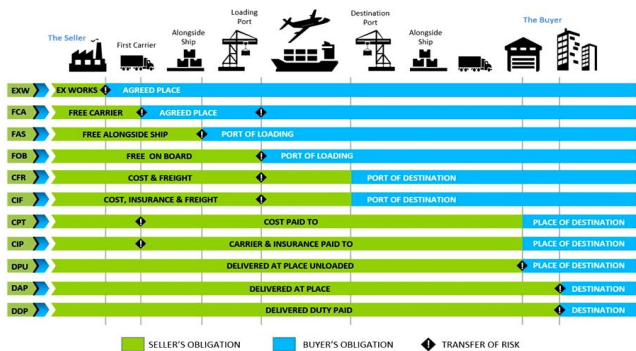 The Seller
First Carrier
Alongside
Ship
Loading
Port
Destination
Port
Alongside
Ship
The Buyer
EXW EX WORKS AGREED PLACE
FCA FREE CARRIER AGREED PLACE
FAS FREE ALONGSIDE SHIP PORT OF LOADING
FOB FREE ON BOARD PORT OF LOADING
CFR COST & FREIGHT PORT OF DESTINATION
CIF COST, INSURANCE & FREIGHT PORT OF DESTINATION
CPT COST PAID TO PLACE OF DESTINATION
CIP CARRIER & INSURANCE PAID TO PLACE OF DESTINATION
DPU DELIVERED AT PLACE UNLOADED PLACE OF DESTINATION
DAP DELIVERED AT PLACE DESTINATION
DDP DELIVERED DUTY PAID DESTINATION
SELLER'S OBLIGATION BUYER'S OBLIGATION TRANSFER OF RISK